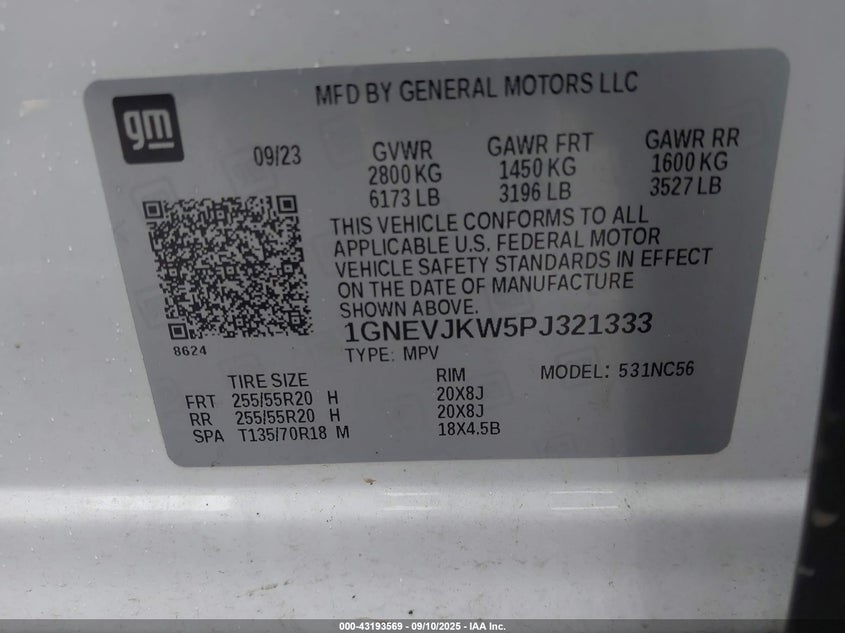 MFD BY GENERAL MOTORS LLC
gm
09/23
GVWR GAWR FRT GAWR RR
2800 KG 1450 KG 1600 KG
6173 LB 3196 LB 3527 LB
THIS VEHICLE CONFORMS TO ALL
APPLICABLE U.S. FEDERAL MOTOR
VEHICLE SAFETY STANDARDS IN EFFECT
ON THE DATE OF MANUFACTURE
SHOWN ABOVE.
1GNEVJKW5PJ321333
8624
TYPE: MPV
MODEL: 531NC56
TIRE SIZE RIM
FRT 255/55R20 H 20X8J
RR 255/55R20 H 20X8J
SPA T135/70R18 M 18X4.5B
000-43193569 - 09/10/2025 - IAA Inc.